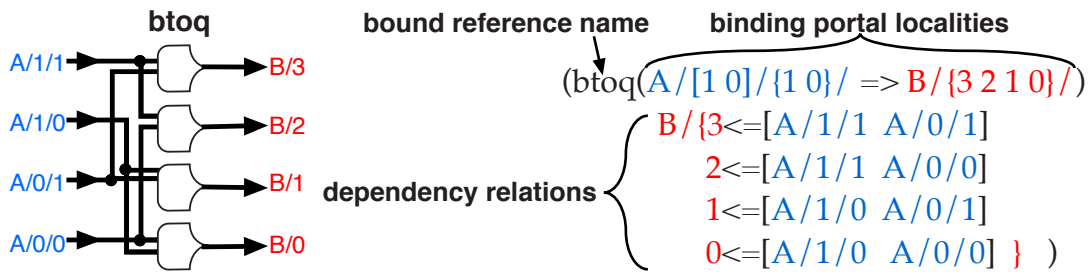 btoq
A/1/1
A/1/0
A/0/1
A/0/0
B/3
B/2
B/1
B/0
bound reference name
binding portal localities
(btoq(A/[1 0]/{1 0}/ => B/{3 2 1 0}/)
dependency relations
B/{3<=[A/1/1 A/0/1]
2<=[A/1/1 A/0/0]
1<=[A/1/0 A/0/1]
0<=[A/1/0 A/0/0] } )